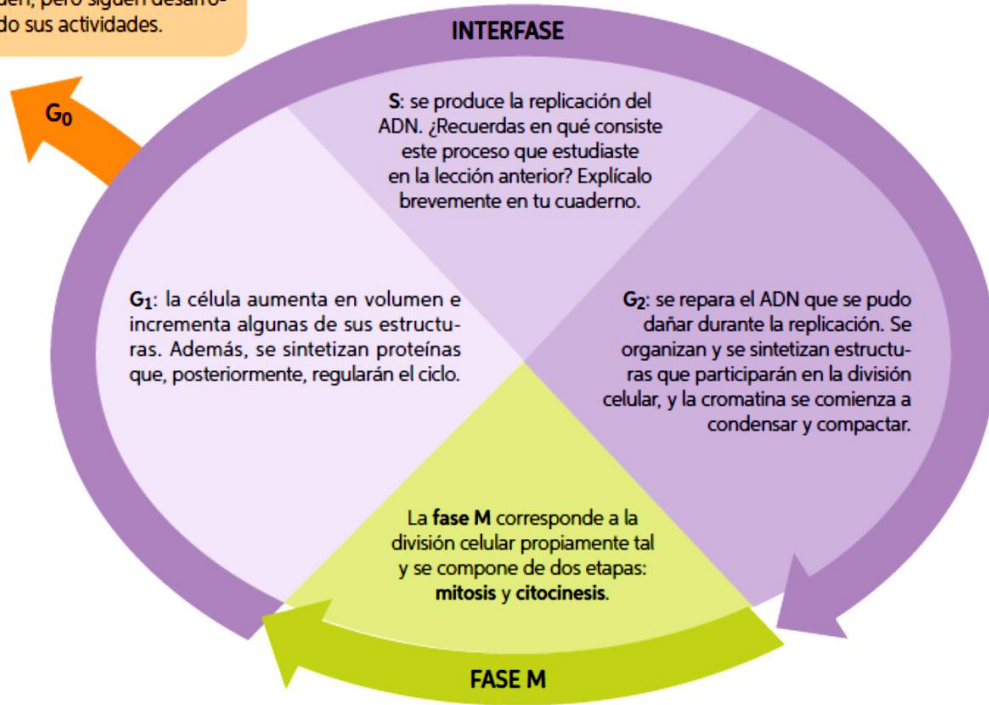 do sus actividades.
G0
INTERFASE
S: se produce la replicación del
ADN. ¿Recuerdas en qué consiste
este proceso que estudiaste
en la lección anterior? Explícalo
brevemente en tu cuaderno.
G1: la célula aumenta en volumen e
incrementa algunas de sus estructu-
ras. Además, se sintetizan proteínas
que, posteriormente, regularán el ciclo.
G2: se repara el ADN que se pudo
dañar durante la replicación. Se
organizan y se sintetizan estructu-
ras que participarán en la división
celular, y la cromatina se comienza a
condensar y compactar.
La fase M corresponde a la
división celular propiamente tal
y se compone de dos etapas:
mitosis y citocinesis.
FASE M